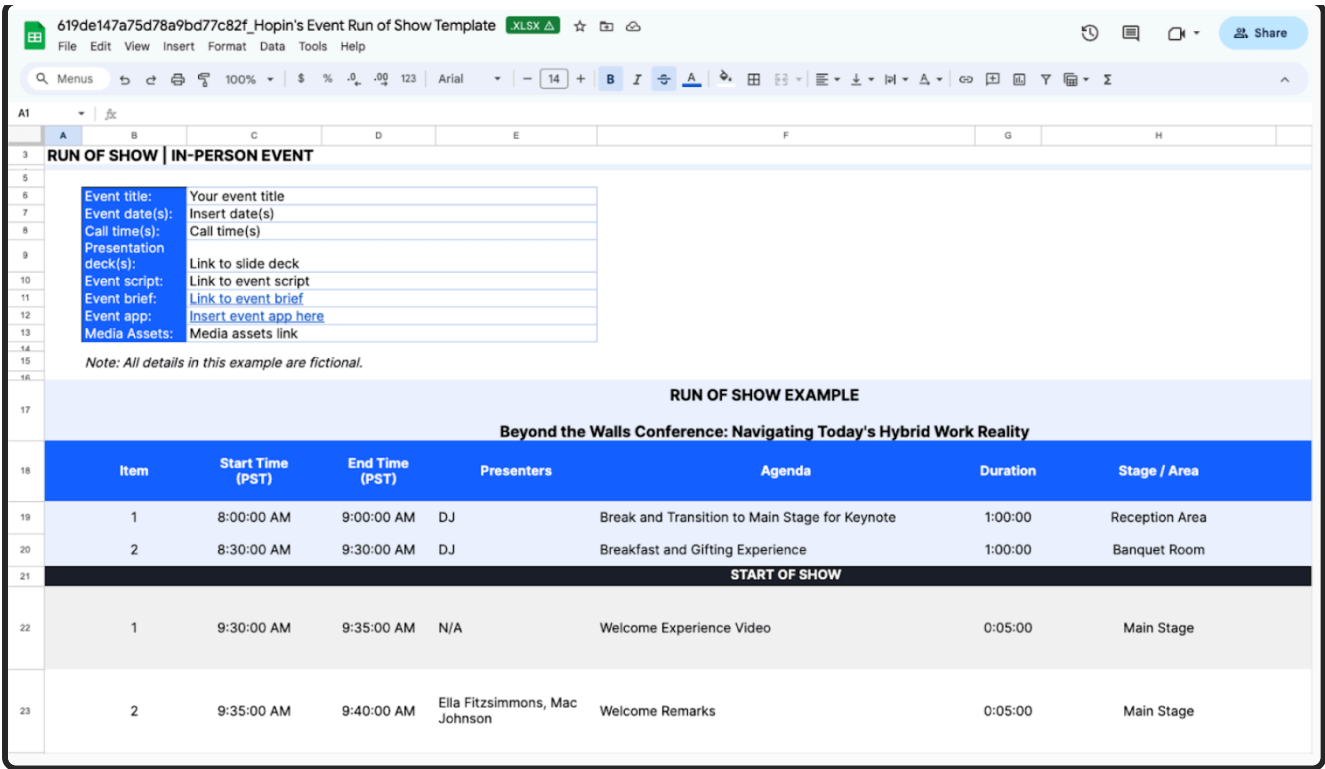 619de147a75d78a9bd77c82f_Hopin's Event Run of Show Template .XLSX
File Edit View Insert Format Data Tools Help
Share
Menus 100% $ % .0 .00 123 Arial - 14 + B I S A Σ
A1 fx
A B C D E F G H
3 RUN OF SHOW | IN-PERSON EVENT
4
5
6 Event title: Your event title
7 Event date(s): Insert date(s)
8 Call time(s): Call time(s)
Presentation
9 deck(s): Link to slide deck
10 Event script: Link to event script
11 Event brief: Link to event brief
12 Event app: Insert event app here
13 Media Assets: Media assets link
14
15 Note: All details in this example are fictional.
16
RUN OF SHOW EXAMPLE
17
Beyond the Walls Conference: Navigating Today's Hybrid Work Reality
Start Time End Time
18 Item Presenters Agenda Duration Stage / Area
(PST) (PST)
19 1 8:00:00 AM 9:00:00 AM DJ Break and Transition to Main Stage for Keynote 1:00:00 Reception Area
20 2 8:30:00 AM 9:30:00 AM DJ Breakfast and Gifting Experience 1:00:00 Banquet Room
21 START OF SHOW
22 1 9:30:00 AM 9:35:00 AM N/A Welcome Experience Video 0:05:00 Main Stage
Ella Fitzsimmons, Mac
23 2 9:35:00 AM 9:40:00 AM Johnson Welcome Remarks 0:05:00 Main Stage